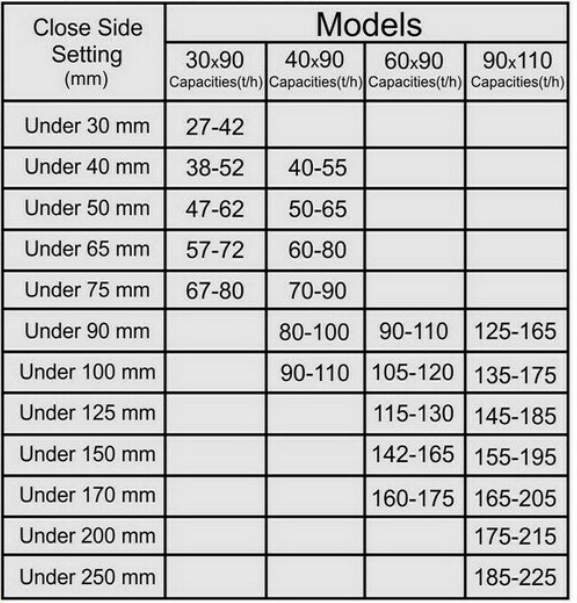 Close Side Setting (mm) Models
30x90 Capacities(t/h) 40x90 Capacities(t/h) 60x90 Capacities(t/h) 90x110 Capacities(t/h)
Under 30 mm 27-42
Under 40 mm 38-52 40-55
Under 50 mm 47-62 50-65
Under 65 mm 57-72 60-80
Under 75 mm 67-80 70-90
Under 90 mm 80-100 90-110 125-165
Under 100 mm 90-110 105-120 135-175
Under 125 mm 115-130 145-185
Under 150 mm 142-165 155-195
Under 170 mm 160-175 165-205
Under 200 mm 175-215
Under 250 mm 185-225